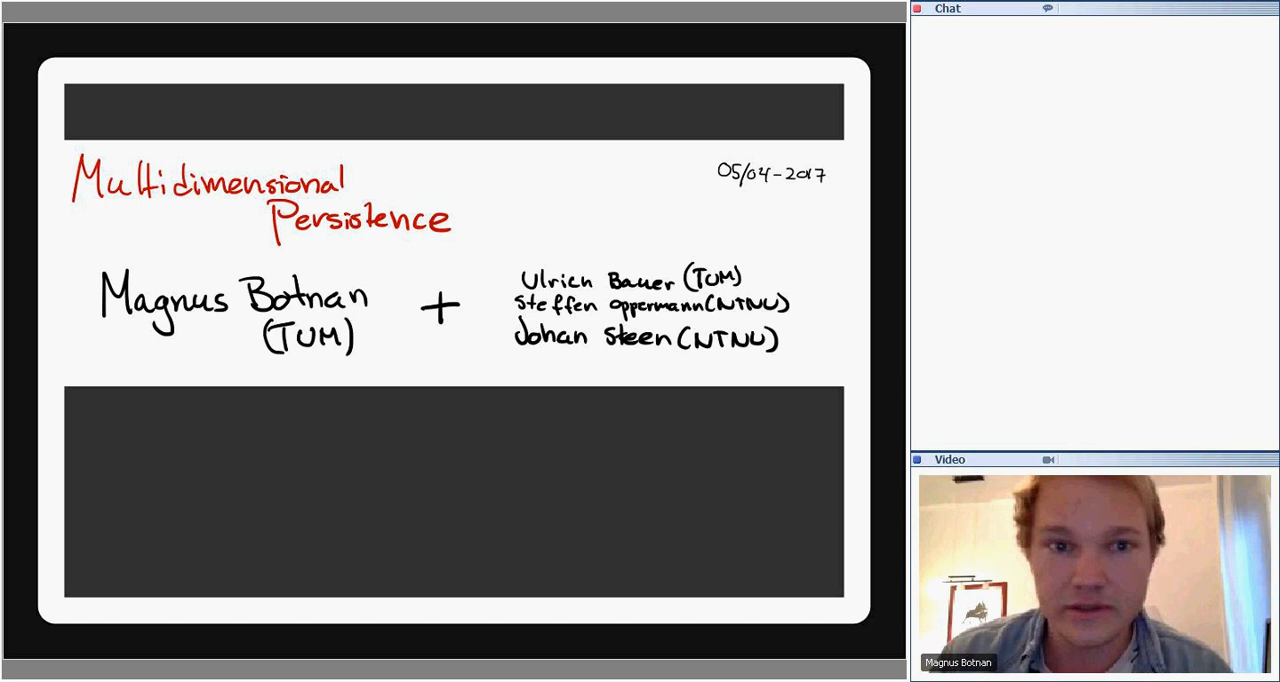 Chat
Multidimensional
Persistence
05/04-2017
Magnus Botnan
(TUM)
+
Ulrich Bauer (TUM)
Steffen Oppermann (NTNU)
Johan Steen (NTNU)
Video
Magnus Botnan